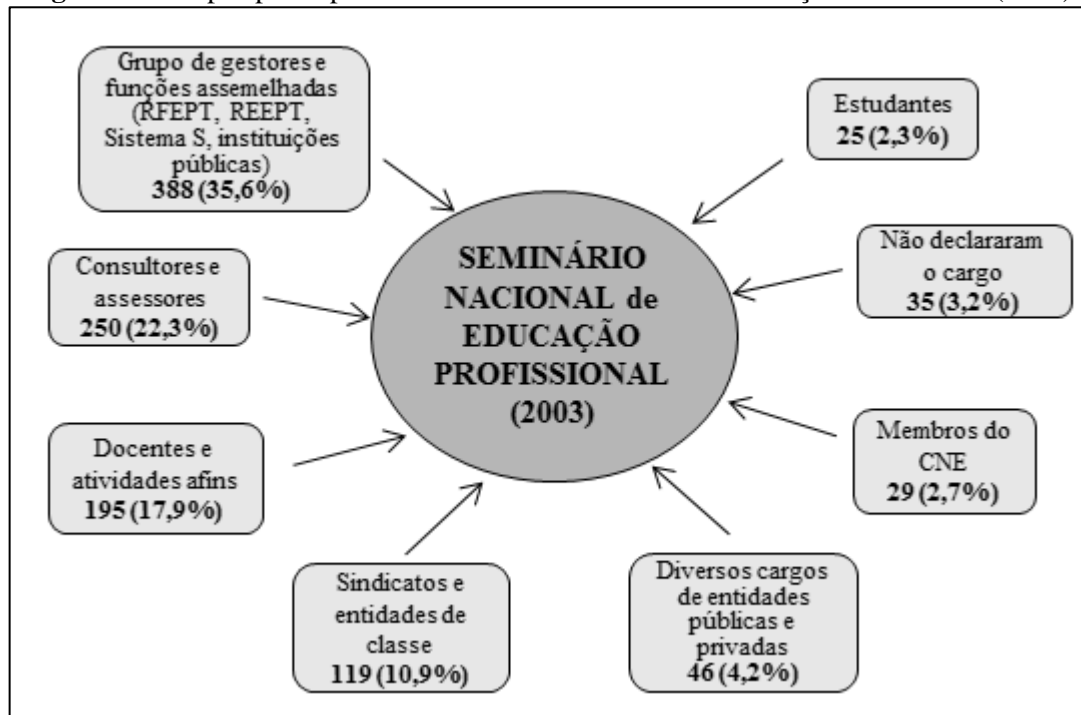 Grupo de gestores e
funções assemelhadas
(RFEPT, REEPT,
Sistema S, instituições
públicas)
388 (35,6%)
Consultores e
assessores
250 (22,3%)
Docentes e
atividades afins
195 (17,9%)
Sindicatos e
entidades de
classe
119 (10,9%)
SEMINÁRIO
NACIONAL de
EDUCAÇÃO
PROFISSIONAL
(2003)
Estudantes
25 (2,3%)
Não declararam
o cargo
35 (3,2%)
Membros do
CNE
29 (2,7%)
Diversos cargos
de entidades
públicas e
privadas
46 (4,2%)